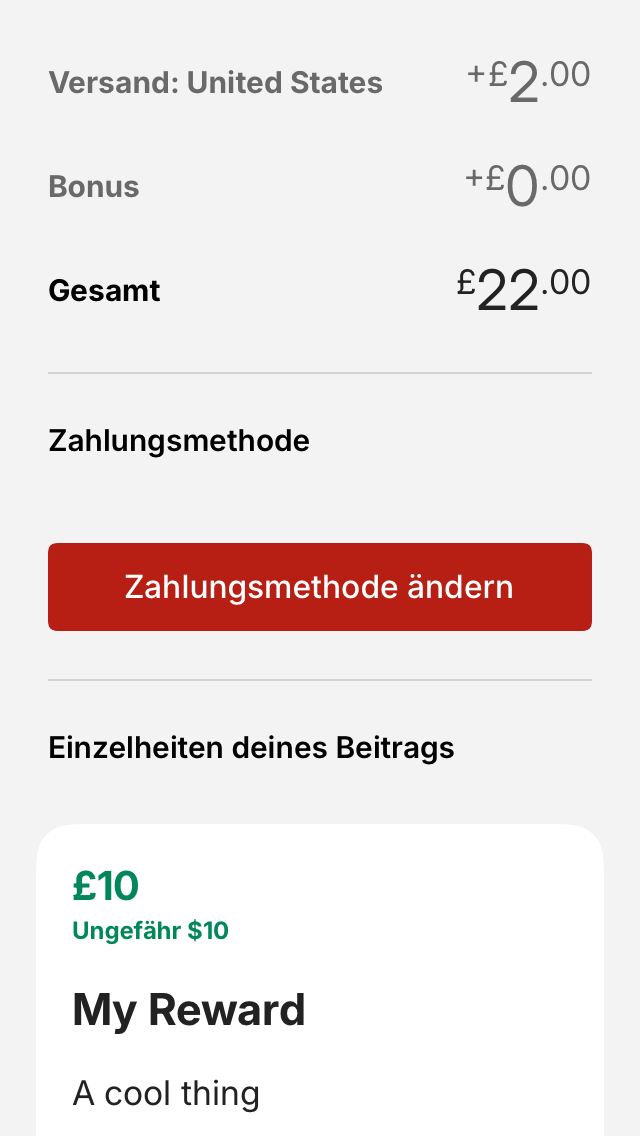 Versand: United States +£2.00
Bonus +£0.00
Gesamt £22.00
Zahlungsmethode
Zahlungsmethode ändern
Einzelheiten deines Beitrags
£10
Ungefähr $10
My Reward
A cool thing